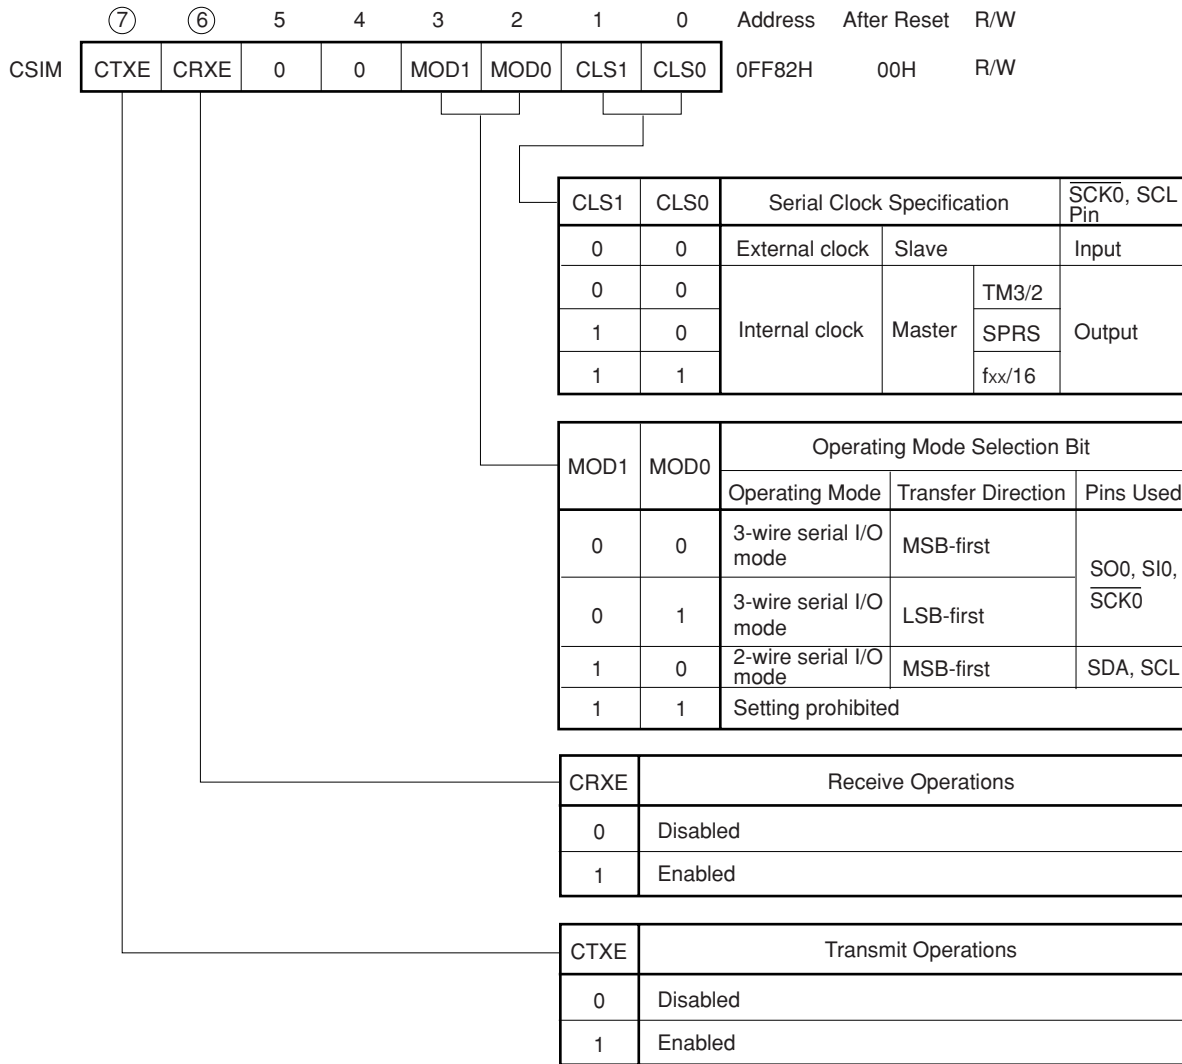 7 6 5 4 3 2 1 0 Address After Reset R/W
CSIM CTXE CRXE 0 0 MOD1 MOD0 CLS1 CLS0 0FF82H 00H R/W
CLS1 CLS0 Serial Clock Specification SCK0, SCL Pin
0 0 External clock Slave Input
0 0 Internal clock Master TM3/2 Output
1 0 SPRS
1 1 fxx/16
MOD1 MOD0 Operating Mode Selection Bit
Operating Mode Transfer Direction Pins Used
0 0 3-wire serial I/O mode MSB-first SO0, SI0, SCK0
0 1 3-wire serial I/O mode LSB-first
1 0 2-wire serial I/O mode MSB-first SDA, SCL
1 1 Setting prohibited
CRXE Receive Operations
0 Disabled
1 Enabled
CTXE Transmit Operations
0 Disabled
1 Enabled